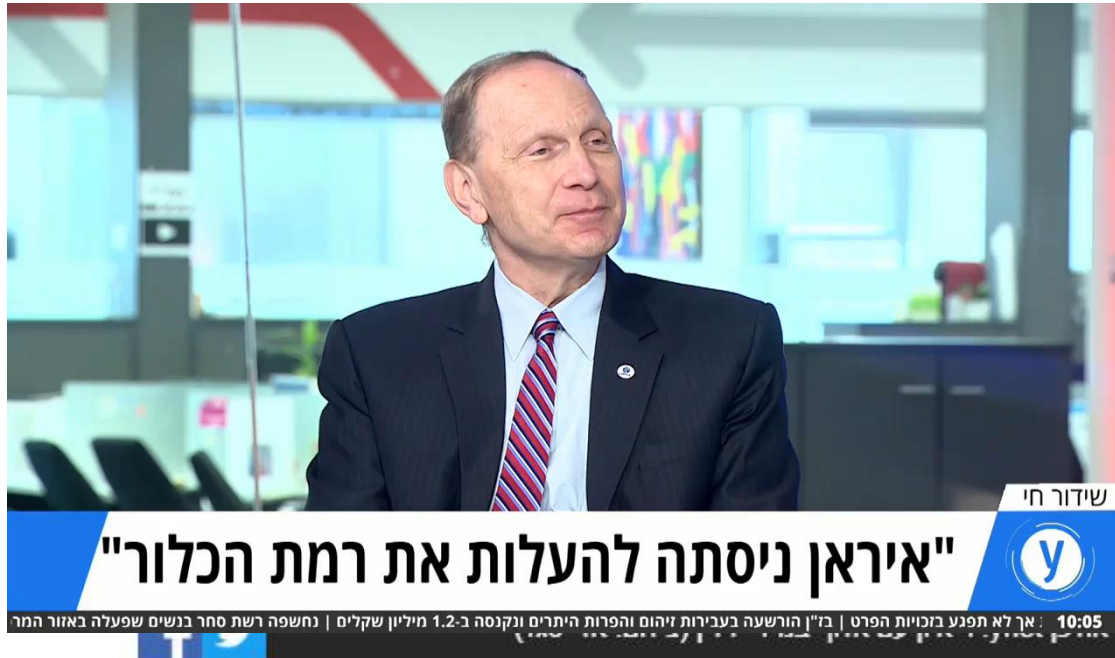 שידור חי
"איראן ניסתה להעלות את רמת הכלור"
y
10:05 אך לא תפגע בזכויות הפרט | בז"ן הורשעה בעבירות זיהום והפרות היתרים ונקנסה ב-1.2 מיליון שקלים | נחשפה רשת סחר בנשים שפעלה באזור המר